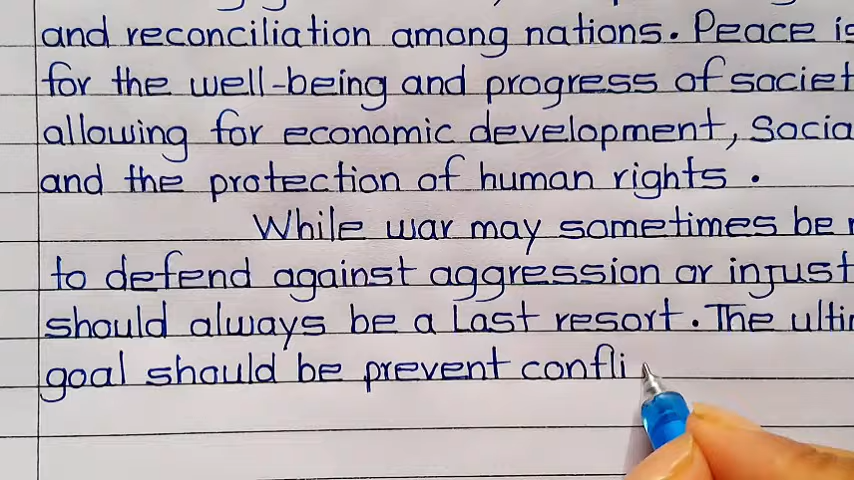 and reconciliation among nations. Peace is
for the well-being and progress of societ
allowing for economic development, Socia
and the protection of human rights.
While war may sometimes be
to defend against aggression or injust
should always be a Last resort. The ulti
goal should be prevent confli